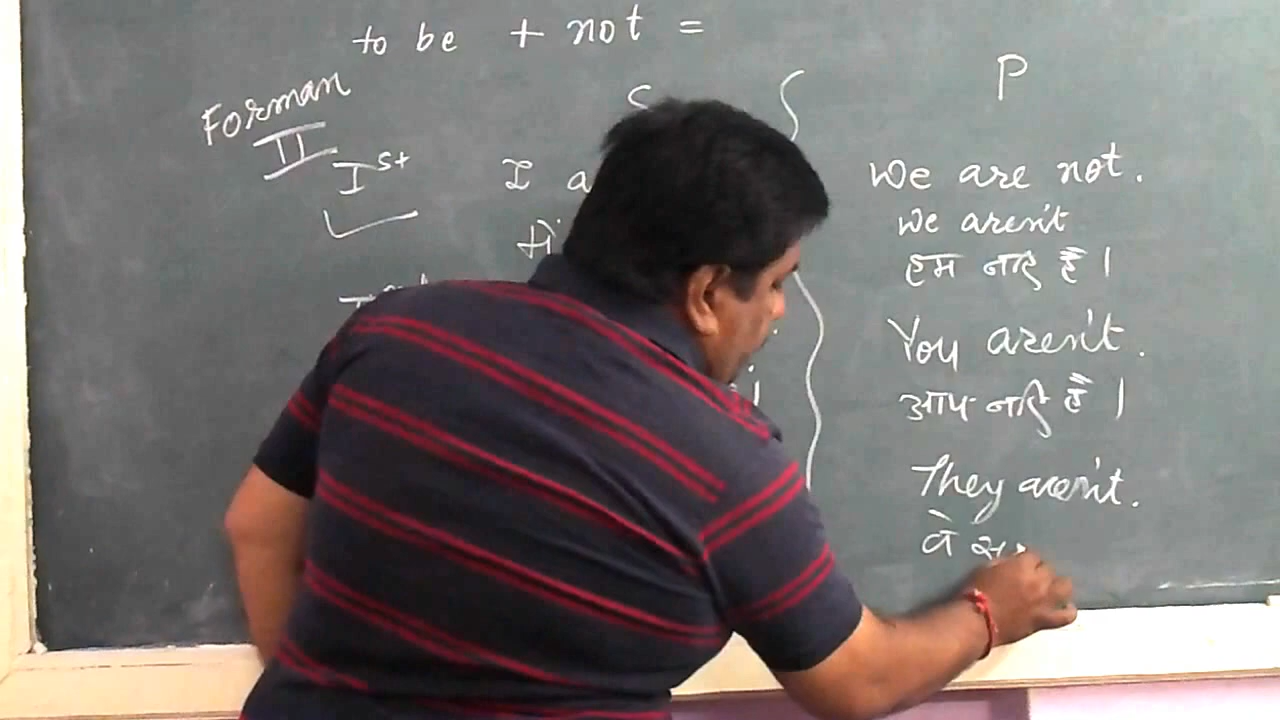 to be + not =
S
P
Forman
II
Ist
I a
We are not.
मैं
We aren't
हम नहि हैं।
You aren't.
आप नहि हैं।
They aren't.
वे